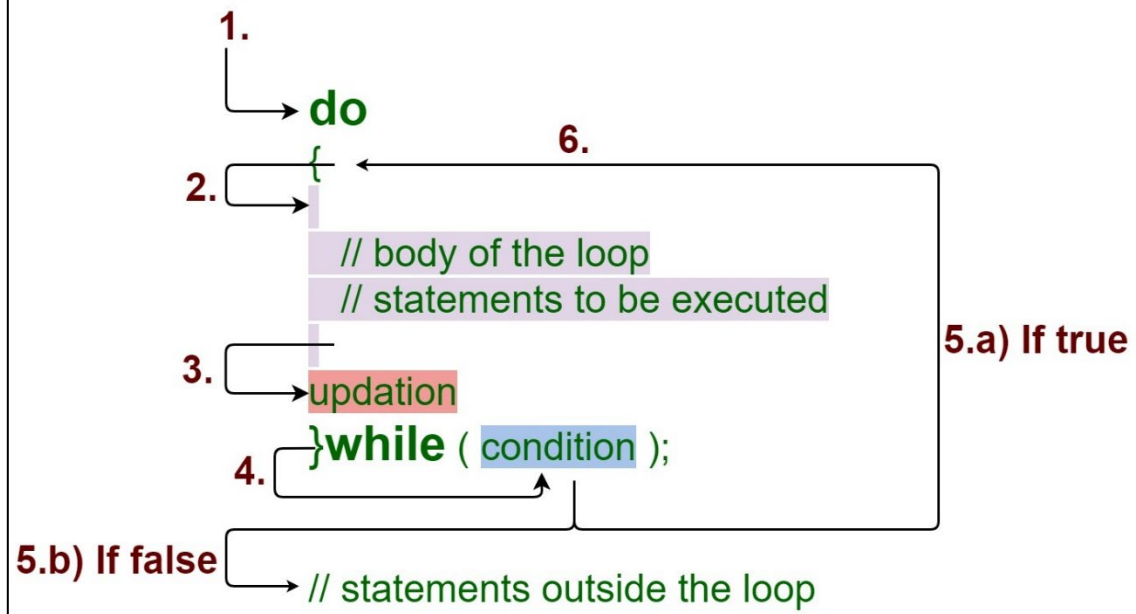 1.
do
6.
{
2.
// body of the loop
// statements to be executed
5.a) If true
3.
updation
}while ( condition );
4.
5.b) If false
// statements outside the loop